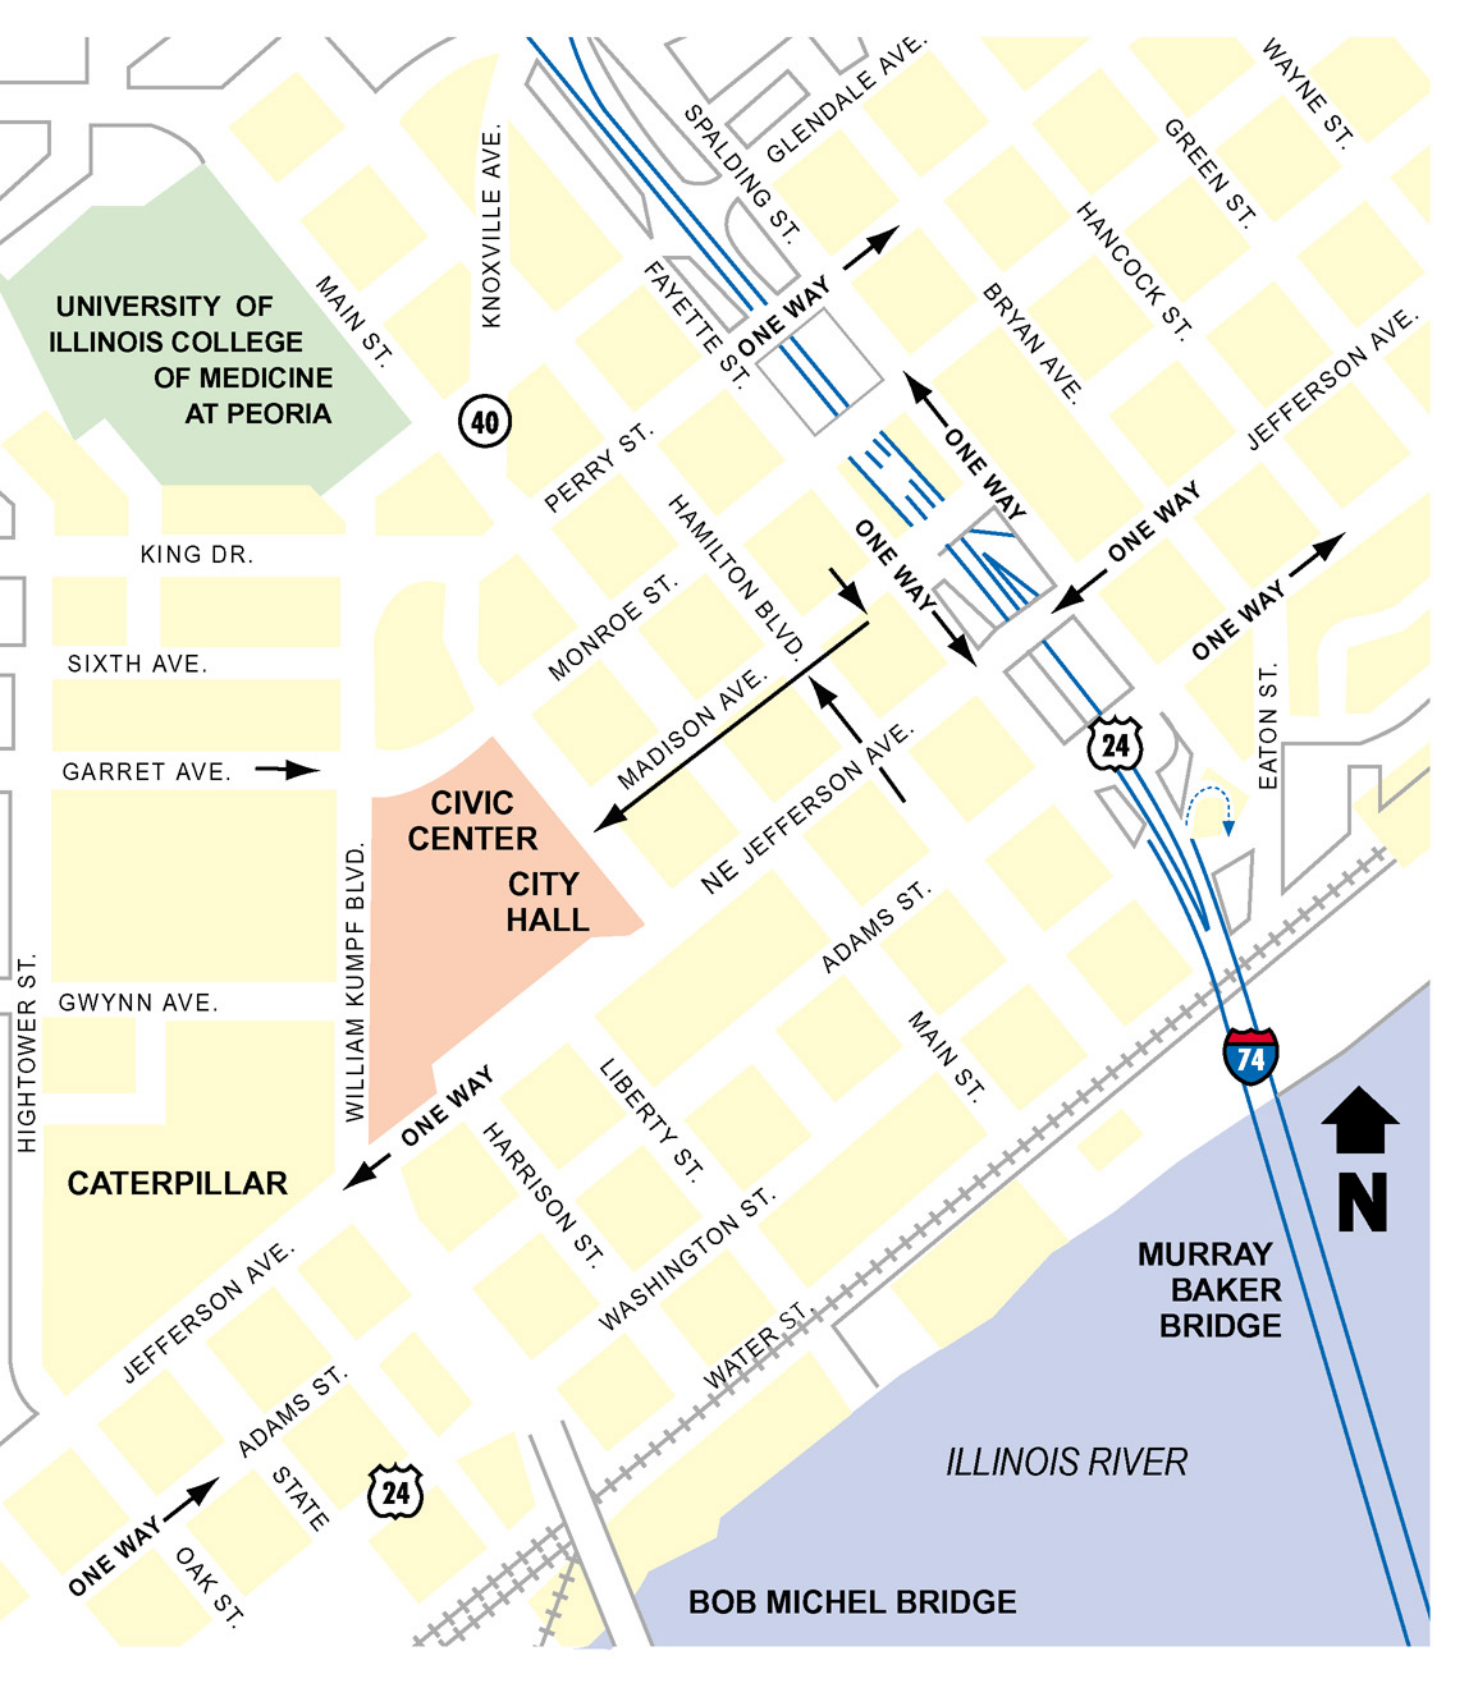 GLENDALE AVE.
WAYNE ST.
SPALDING ST.
GREEN ST.
KNOXVILLE AVE.
HANCOCK ST.
UNIVERSITY OF
ILLINOIS COLLEGE
OF MEDICINE
AT PEORIA
MAIN ST.
FAYETTE ST.
ONE WAY
BRYAN AVE.
JEFFERSON AVE.
40
PERRY ST.
ONE WAY
HAMILTON BLVD.
ONE WAY
ONE WAY
KING DR.
MONROE ST.
ONE WAY
SIXTH AVE.
MADISON AVE.
EATON ST.
24
GARRET AVE.
NE JEFFERSON AVE.
CIVIC
CENTER
CITY
HALL
WILLIAM KUMPF BLVD.
ADAMS ST.
HIGHTOWER ST.
GWYNN AVE.
MAIN ST.
74
ONE WAY
LIBERTY ST.
HARRISON ST.
CATERPILLAR
N
WASHINGTON ST.
JEFFERSON AVE.
MURRAY
BAKER
BRIDGE
WATER ST.
ADAMS ST.
ILLINOIS RIVER
STATE
24
ONE WAY
OAK ST.
BOB MICHEL BRIDGE